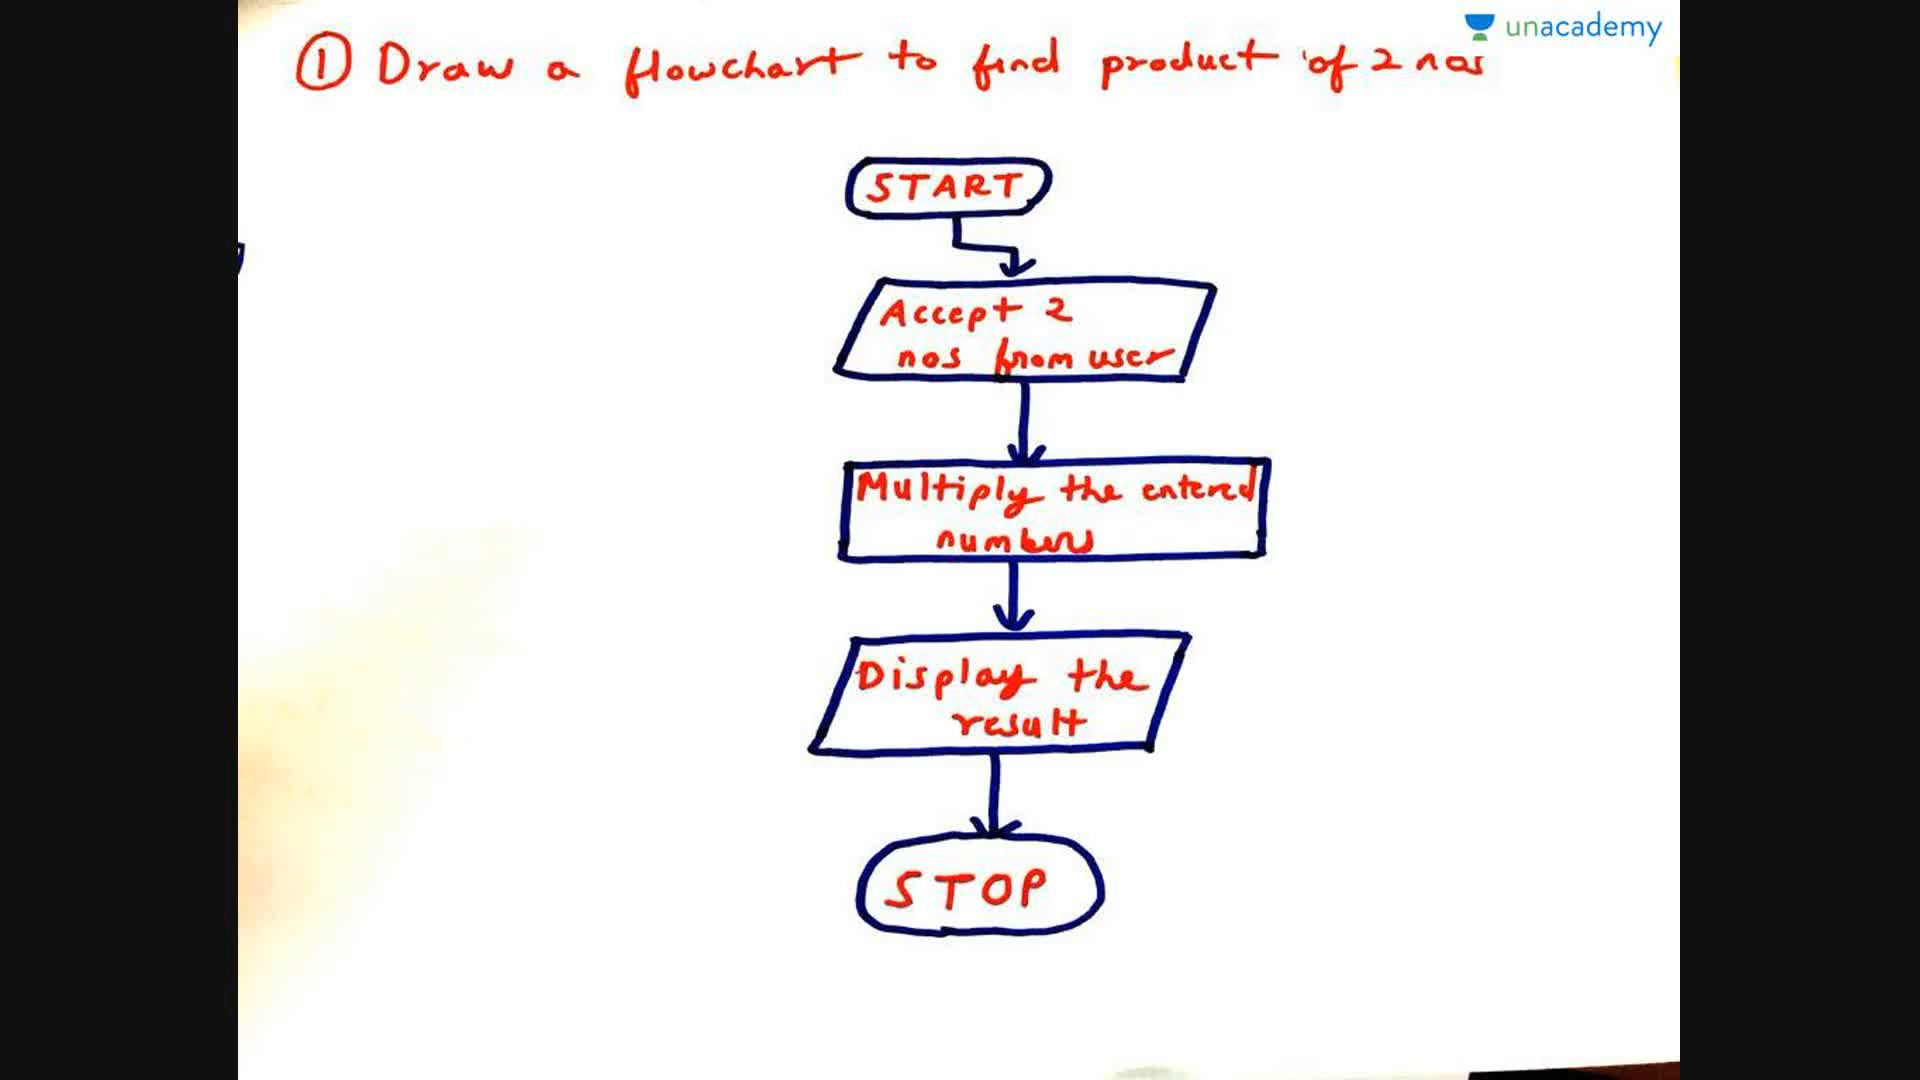 unacademy
① Draw a flowchart to find product of 2 nos
START
Accept 2
nos from user
Multiply the entered
numbers
Display the
result
STOP